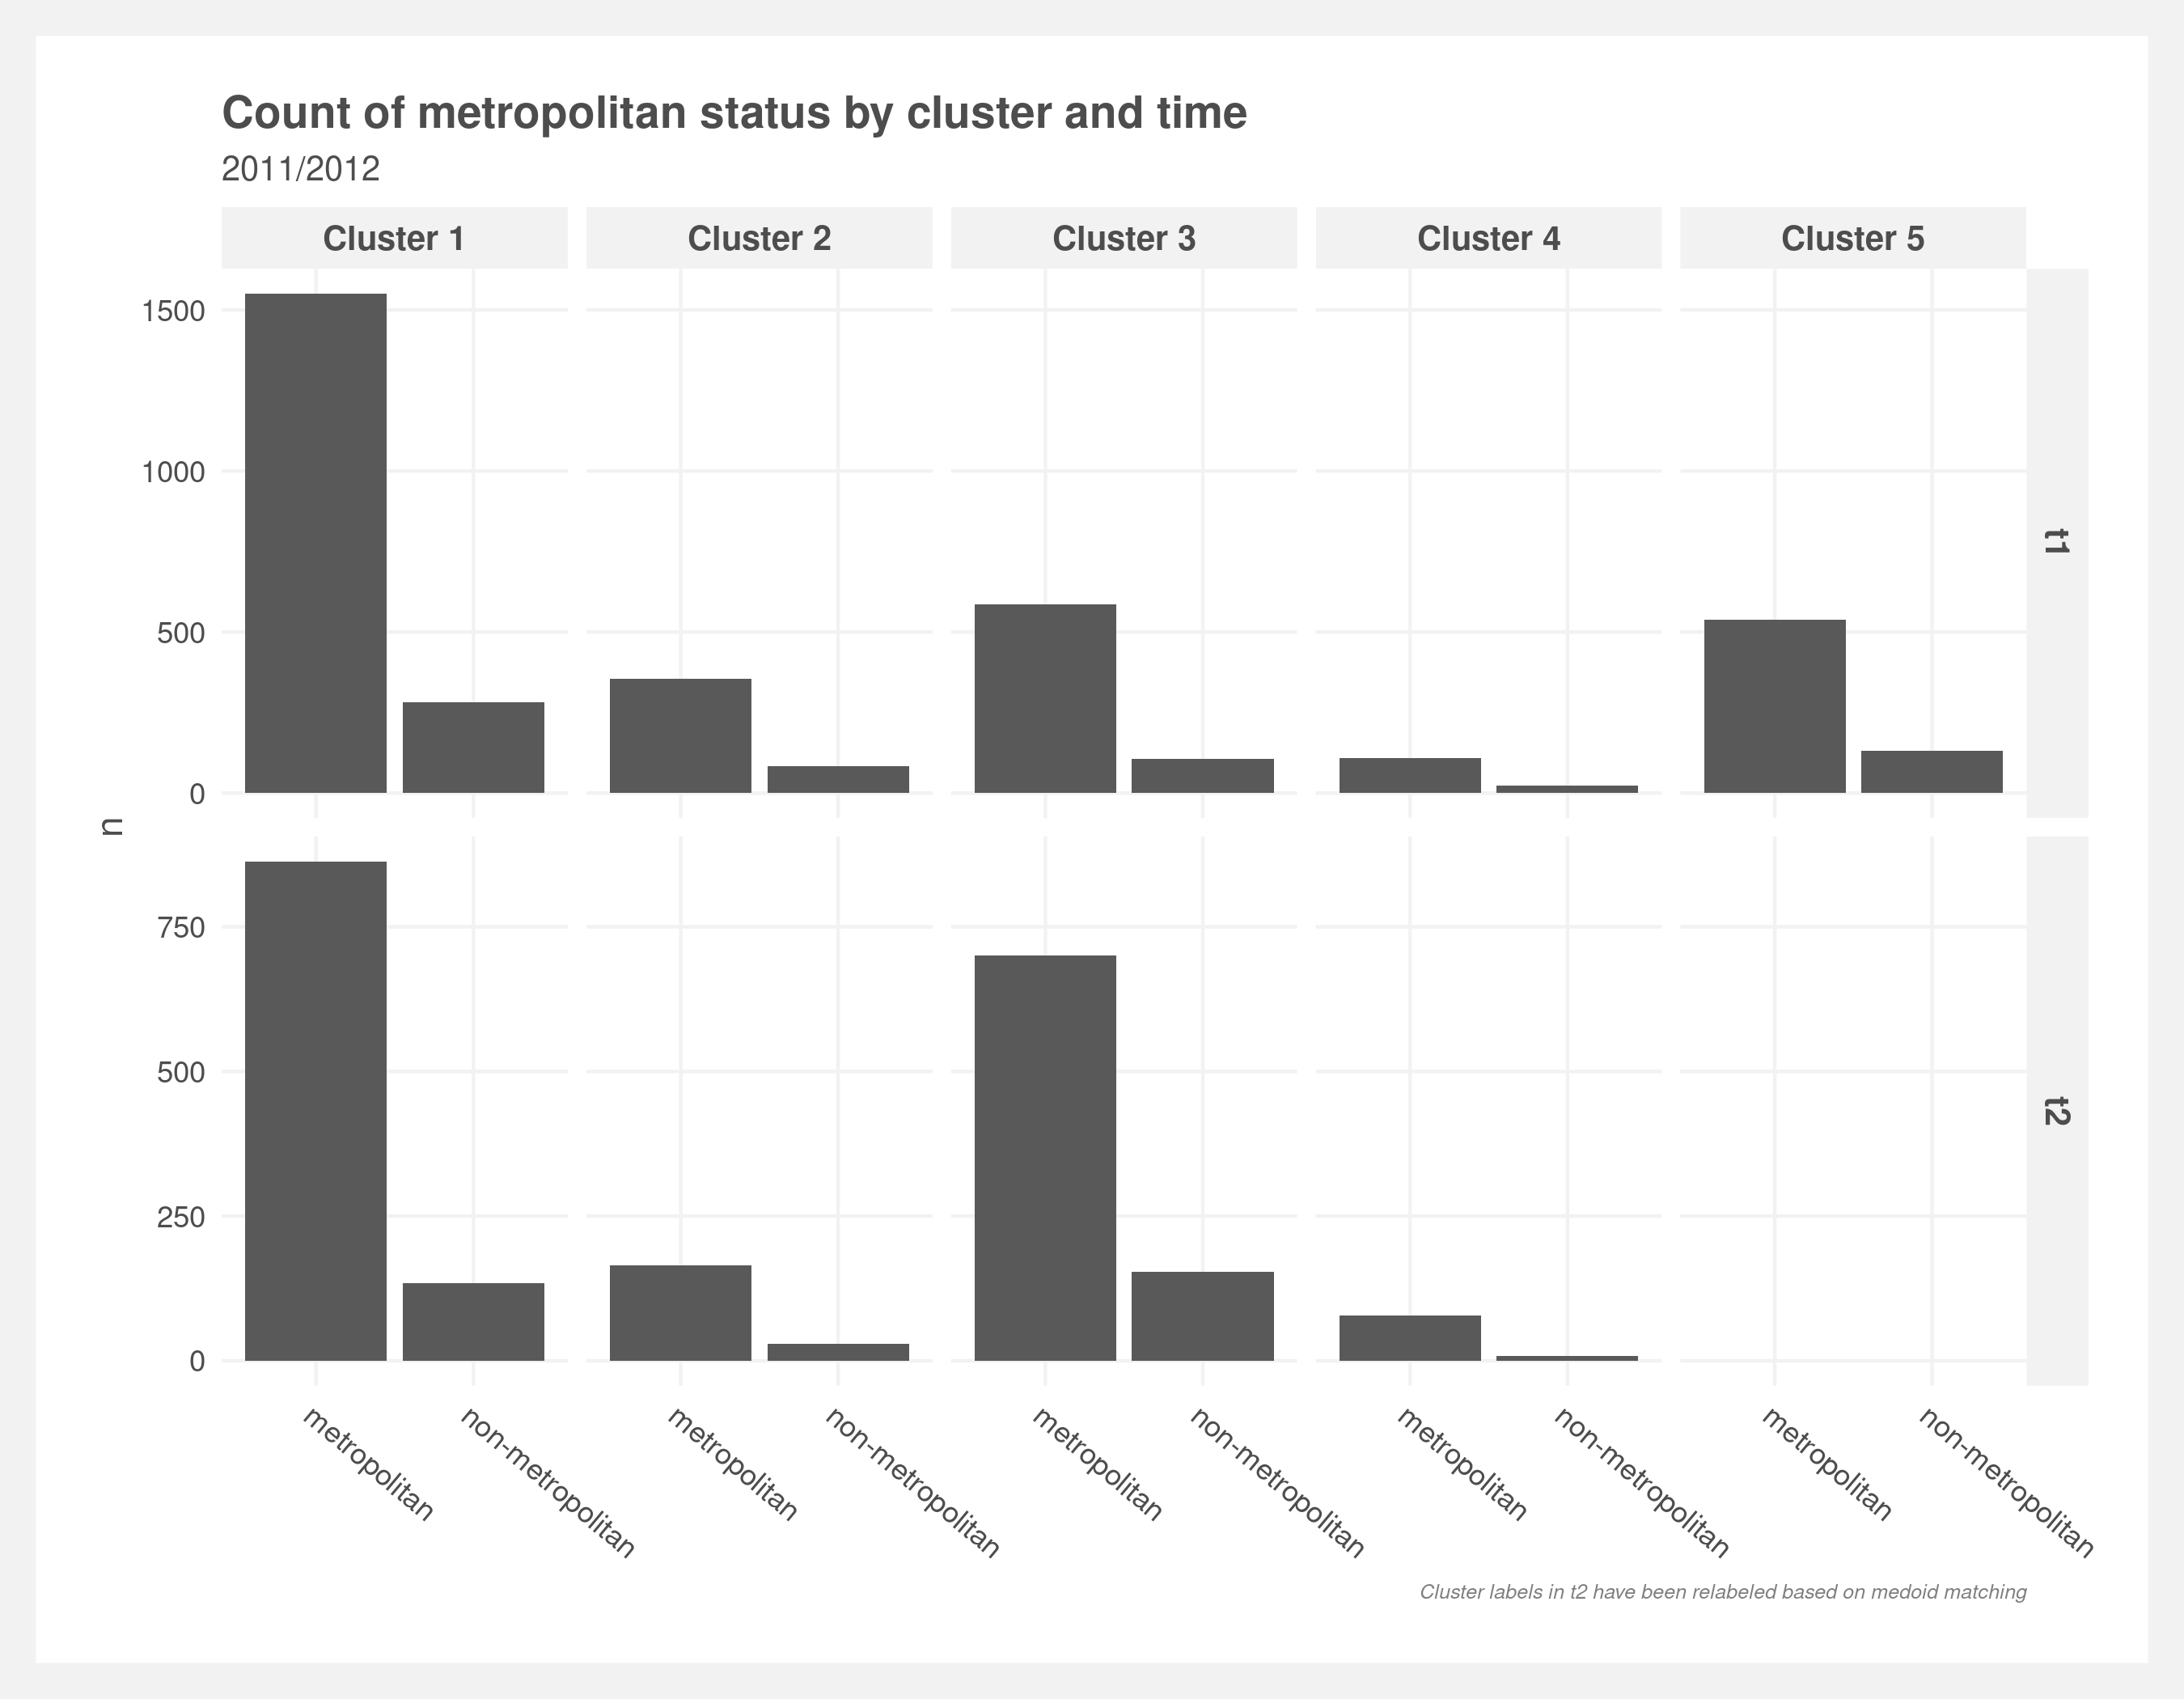 Count of metropolitan status by cluster and time
2011/2012
Cluster 1
Cluster 2
Cluster 3
Cluster 4
Cluster 5
1500
1000
500
0
t1
n
750
500
250
0
t2
metropolitan
non-metropolitan
metropolitan
non-metropolitan
metropolitan
non-metropolitan
metropolitan
non-metropolitan
metropolitan
non-metropolitan
Cluster labels in t2 have been relabeled based on medoid matching